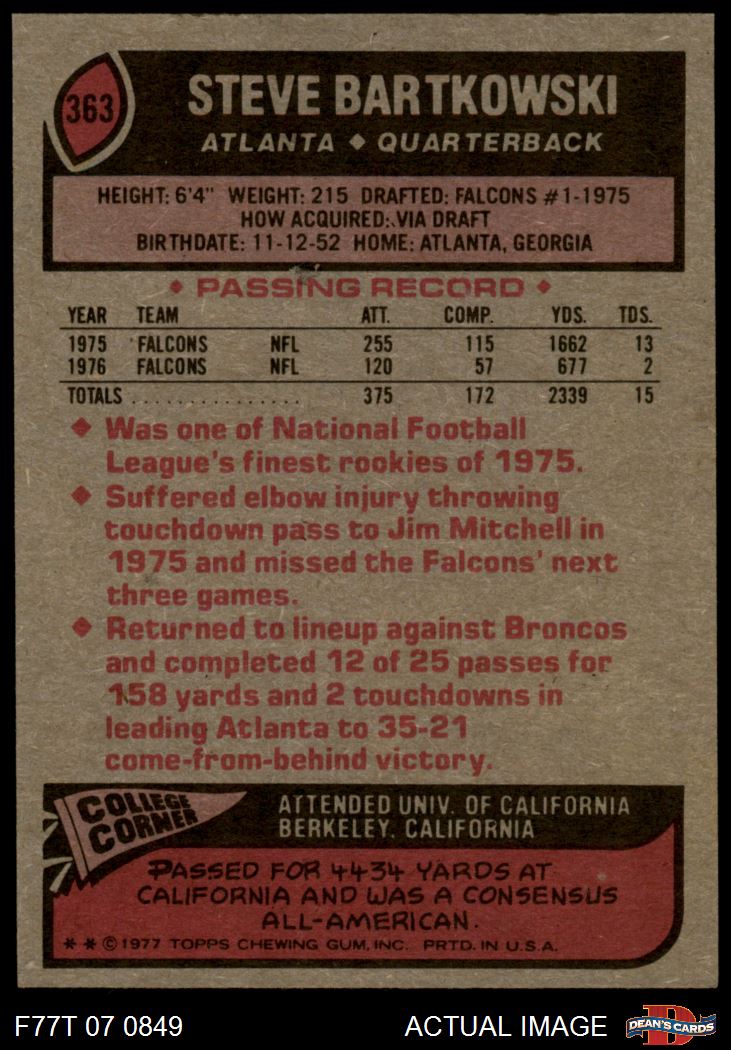 363
STEVE BARTKOWSKI
ATLANTA ◆ QUARTERBACK
HEIGHT: 6'4" WEIGHT: 215 DRAFTED: FALCONS #1-1975
HOW ACQUIRED: VIA DRAFT
BIRTHDATE: 11-12-52 HOME: ATLANTA, GEORGIA
◆ PASSING RECORD ◆
YEAR TEAM ATT. COMP. YDS. TDS.
1975 FALCONS NFL 255 115 1662 13
1976 FALCONS NFL 120 57 677 2
TOTALS ............... 375 172 2339 15
◆ Was one of National Football
League's finest rookies of 1975.
◆ Suffered elbow injury throwing
touchdown pass to Jim Mitchell in
1975 and missed the Falcons' next
three games.
◆ Returned to lineup against Broncos
and completed 12 of 25 passes for
158 yards and 2 touchdowns in
leading Atlanta to 35-21
come-from-behind victory.
COLLEGE
CORNER
ATTENDED UNIV. OF CALIFORNIA
BERKELEY, CALIFORNIA
PASSED FOR 4434 YARDS AT
CALIFORNIA AND WAS A CONSENSUS
ALL-AMERICAN.
* * © 1977 TOPPS CHEWING GUM, INC. PRTD. IN U.S.A.
F77T 07 0849
ACTUAL IMAGE
D
DEAN'S CARDS